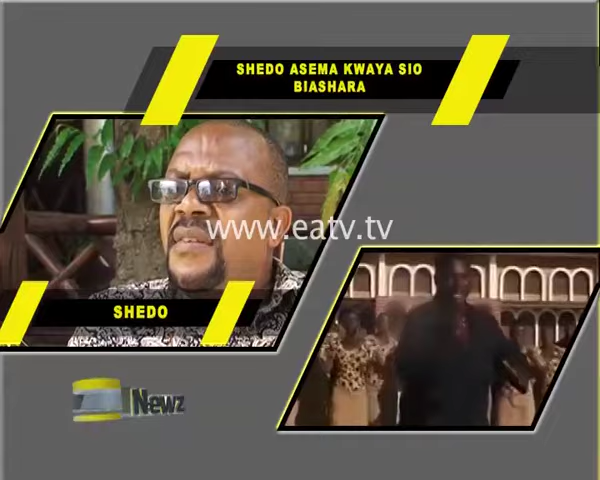 SHEDO ASEMA KWAYA SIO
BIASHARA
www.eatv.tv
SHEDO
Newz